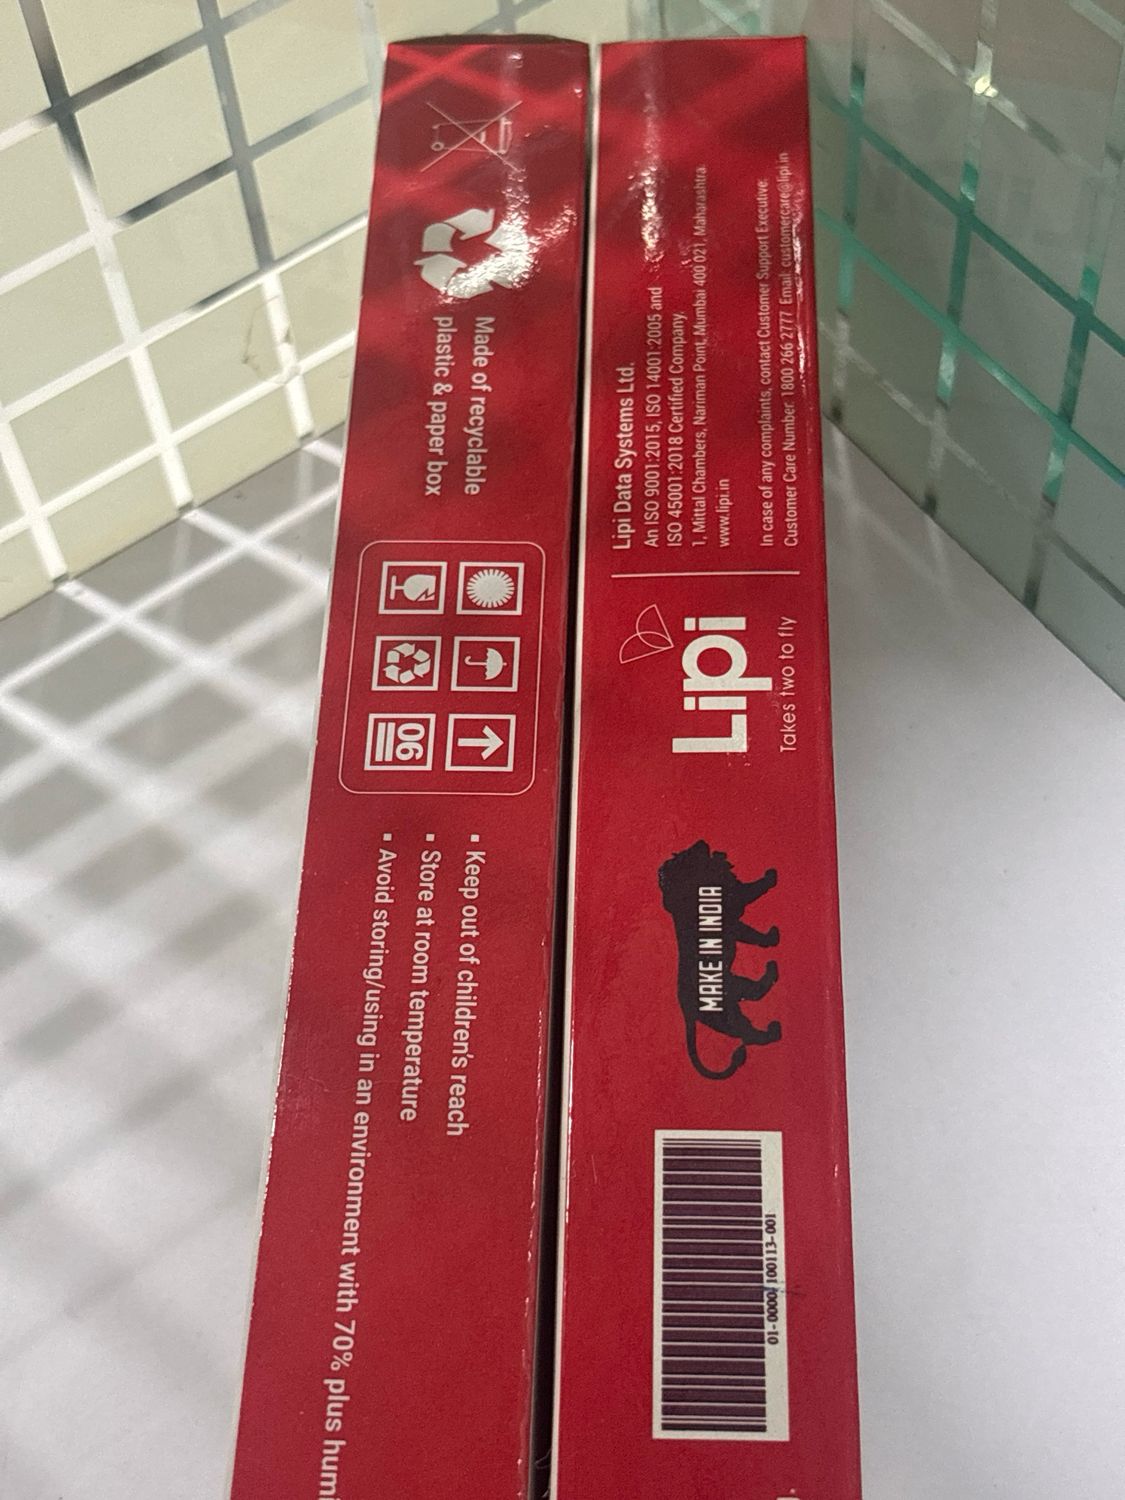 Made of recyclable
plastic & paper box
06
▪ Keep out of children's reach
▪ Store at room temperature
▪ Avoid storing/using in an environment with 70% plus humi
Lipi Data Systems Ltd.
An ISO 9001:2015, ISO 14001:2005 and
ISO 45001:2018 Certified Company.
1, Mittal Chambers, Nariman Point, Mumbai 400 021, Maharashtra
www.lipi.in
In case of any complaints, contact Customer Support Executive:
Customer Care Number: 1800 266 2777 Email: customercare@lipi.in
Lipi
Takes two to fly
MAKE IN INDIA
01-0000-100113-001